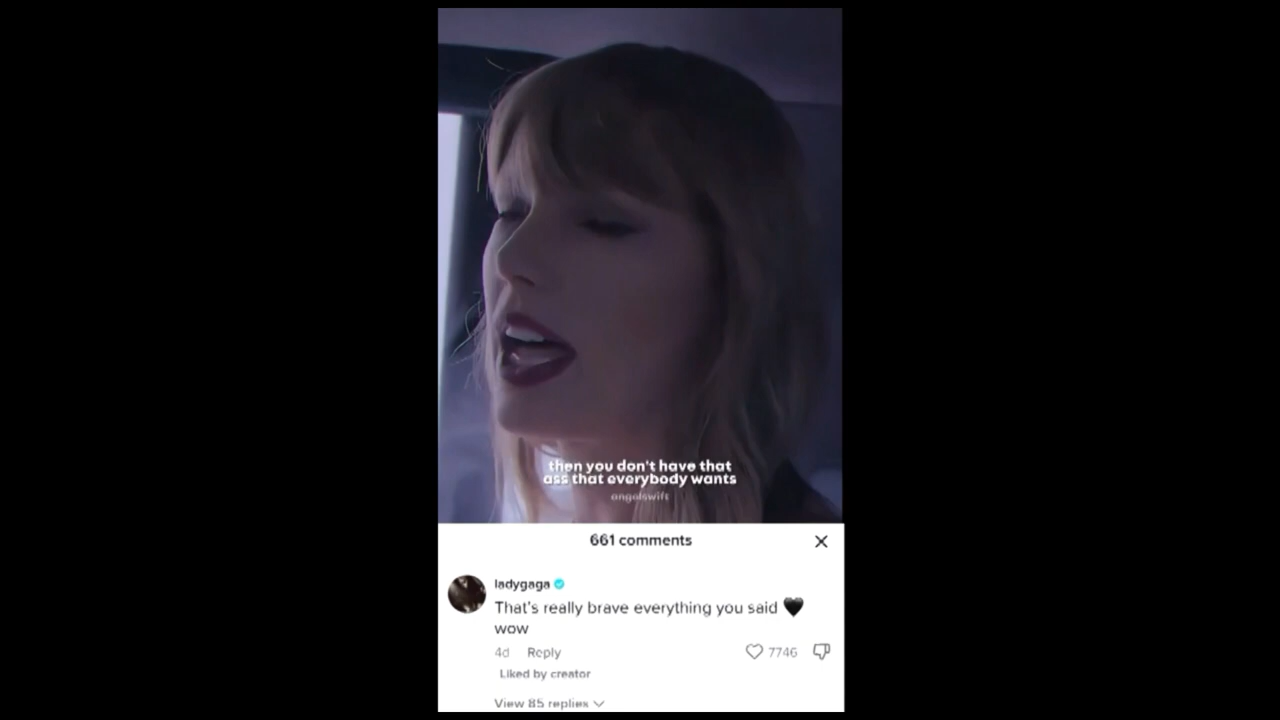 then you don't have that
ass that everybody wants
angelswift
661 comments
ladygaga
That's really brave everything you said 🖤
wow
4d Reply 7746
Liked by creator
View 85 replies